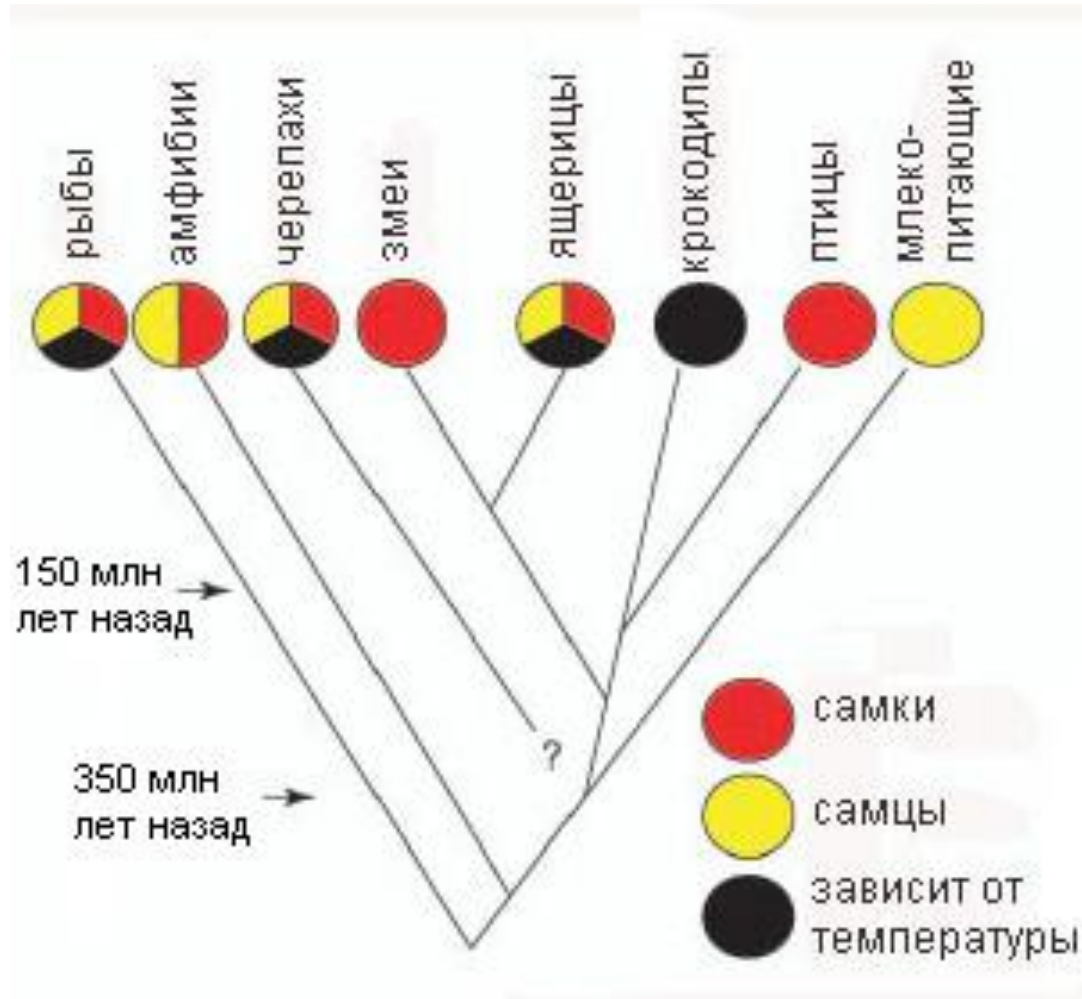 рыбы
амфибии
черепахи
змеи
ящерицы
крокодилы
птицы
млеко-
питающие
150 млн
лет назад
?
350 млн
лет назад
самки
самцы
зависит от
температуры